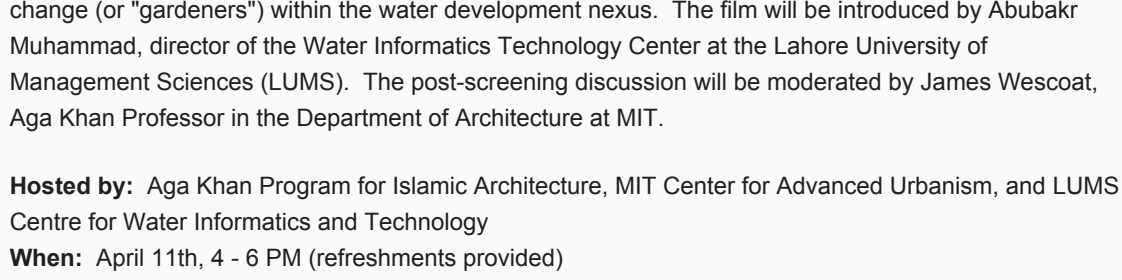 change (or "gardeners") within the water development nexus.  The film will be introduced by Abubakr
Muhammad, director of the Water Informatics Technology Center at the Lahore University of
Management Sciences (LUMS).  The post-screening discussion will be moderated by James Wescoat,
Aga Khan Professor in the Department of Architecture at MIT.
Hosted by:  Aga Khan Program for Islamic Architecture, MIT Center for Advanced Urbanism, and LUMS
Centre for Water Informatics and Technology
When:  April 11th, 4 - 6 PM (refreshments provided)